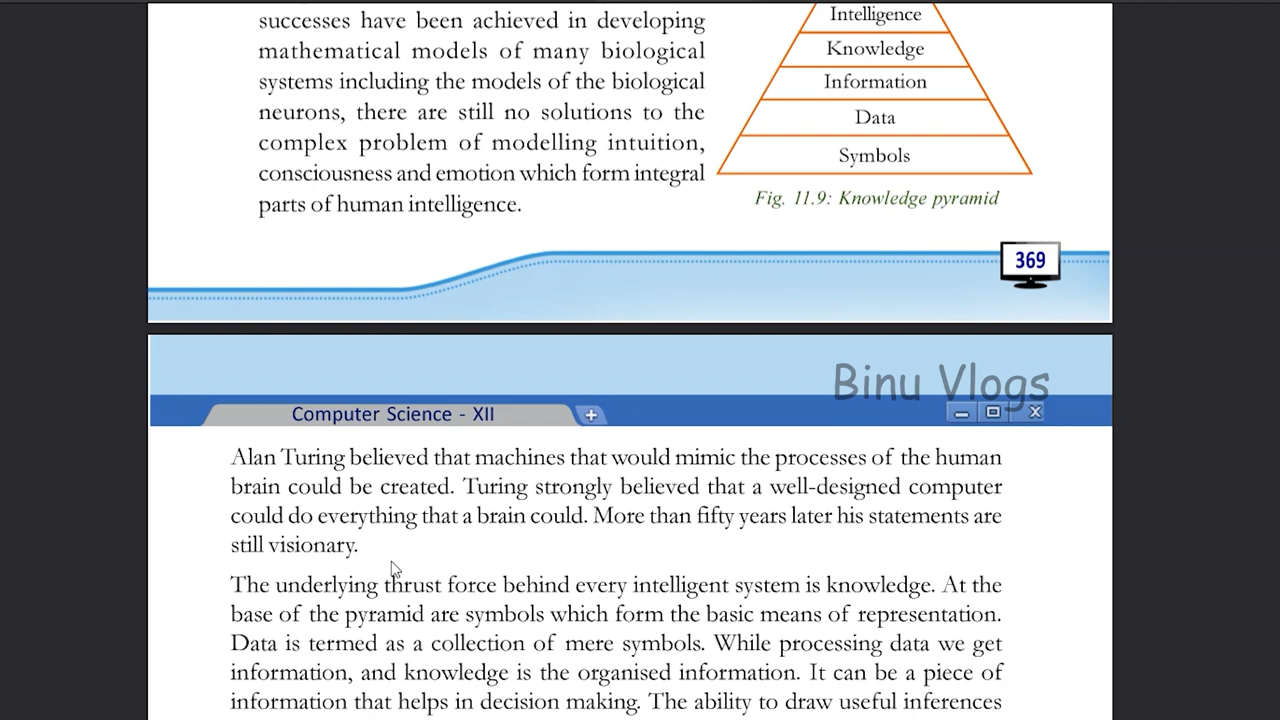 successes have been achieved in developing
mathematical models of many biological
systems including the models of the biological
neurons, there are still no solutions to the
complex problem of modelling intuition,
consciousness and emotion which form integral
parts of human intelligence.
Intelligence
Knowledge
Information
Data
Symbols
Fig. 11.9: Knowledge pyramid
369
Binu Vlogs
Computer Science - XII
Alan Turing believed that machines that would mimic the processes of the human
brain could be created. Turing strongly believed that a well-designed computer
could do everything that a brain could. More than fifty years later his statements are
still visionary.
The underlying thrust force behind every intelligent system is knowledge. At the
base of the pyramid are symbols which form the basic means of representation.
Data is termed as a collection of mere symbols. While processing data we get
information, and knowledge is the organised information. It can be a piece of
information that helps in decision making. The ability to draw useful inferences